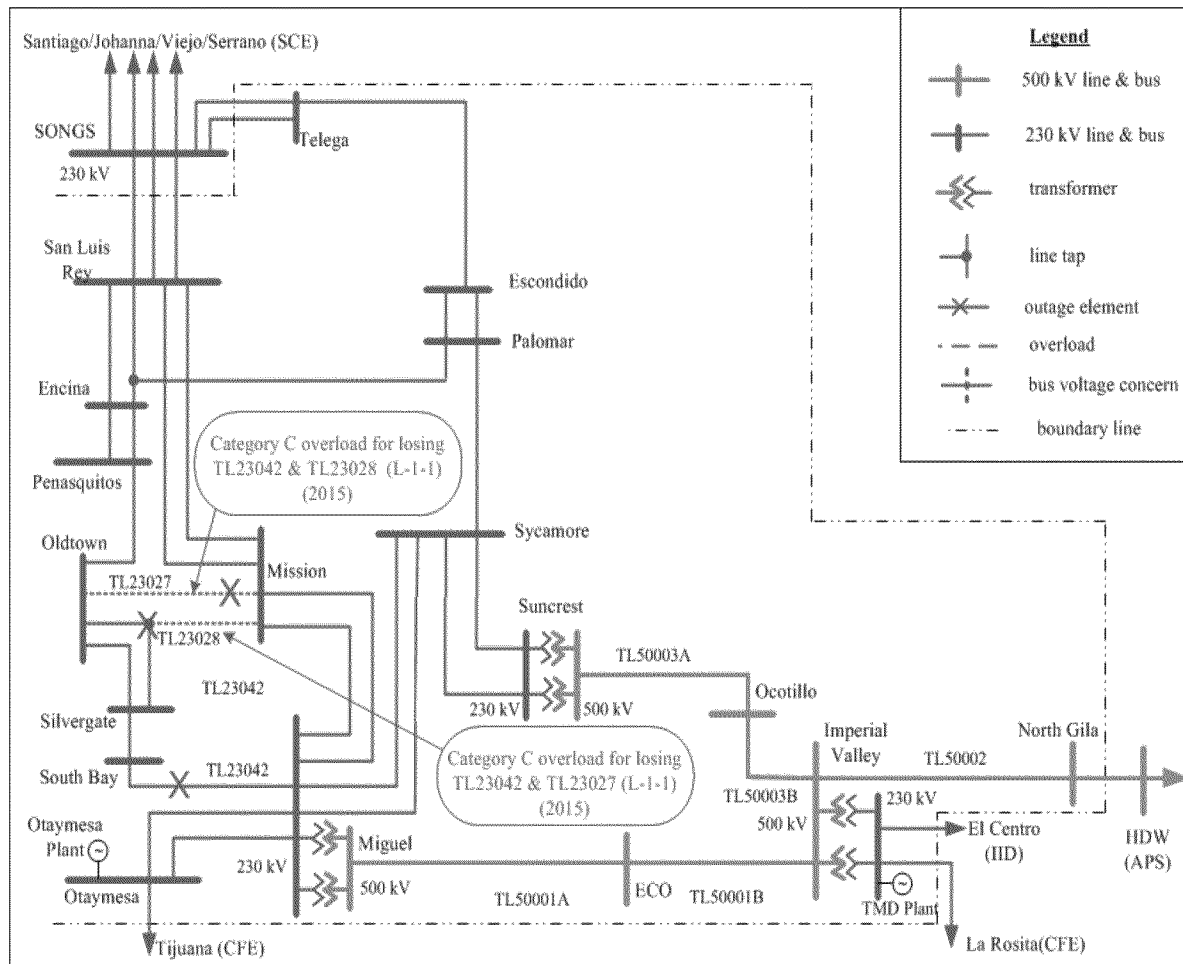 Santiago/Johanna/Viejo/Serrano (SCE)
SONGS
230 kV
Telega
San Luis
Rey
Escondido
Palomar
Encina
Penasquitos
Category C overload for losing
TL23042 & TL23028 (L-1-1)
(2015)
Oldtown
TL23027
Mission
Sycamore
TL23028
Suncrest
TL50003A
TL23042
230 kV
500 kV
Ocotillo
Silvergate
Imperial
Valley
North Gila
South Bay
TL23042
Category C overload for losing
TL23042 & TL23027 (L-1-1)
(2015)
TL50002
TL50003B
500 kV
230 kV
Otaymesa
Plant
~
Otaymesa
230 kV
Miguel
500 kV
TL50001A
ECO
TL50001B
~
TMD Plant
El Centro
(IID)
HDW
(APS)
Tijuana (CFE)
La Rosita(CFE)
Legend
500 kV line & bus
230 kV line & bus
transformer
line tap
outage element
overload
bus voltage concern
boundary line